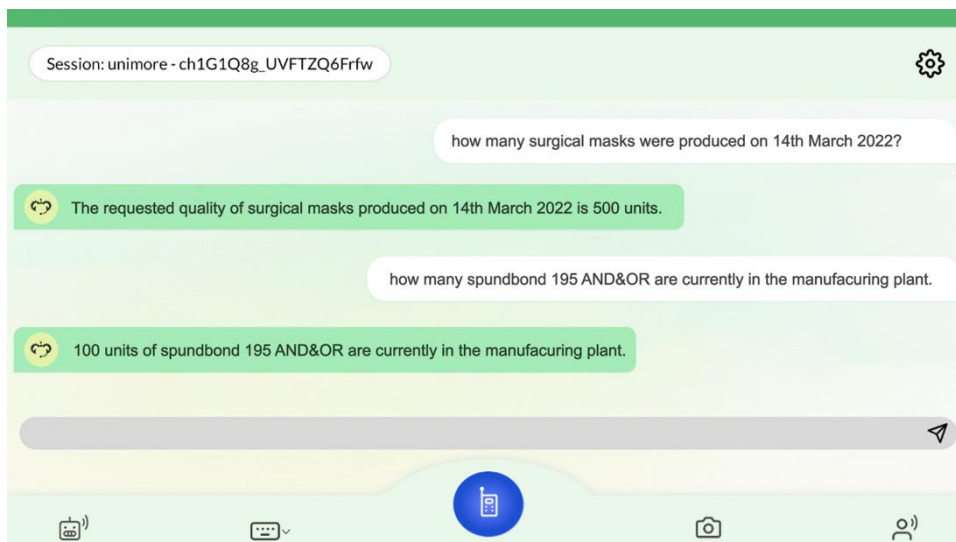 Session: unimore - ch1G1Q8g_UVFTZQ6Frfw
how many surgical masks were produced on 14th March 2022?
The requested quality of surgical masks produced on 14th March 2022 is 500 units.
how many spundbond 195 AND&OR are currently in the manufacuring plant.
100 units of spundbond 195 AND&OR are currently in the manufacuring plant.